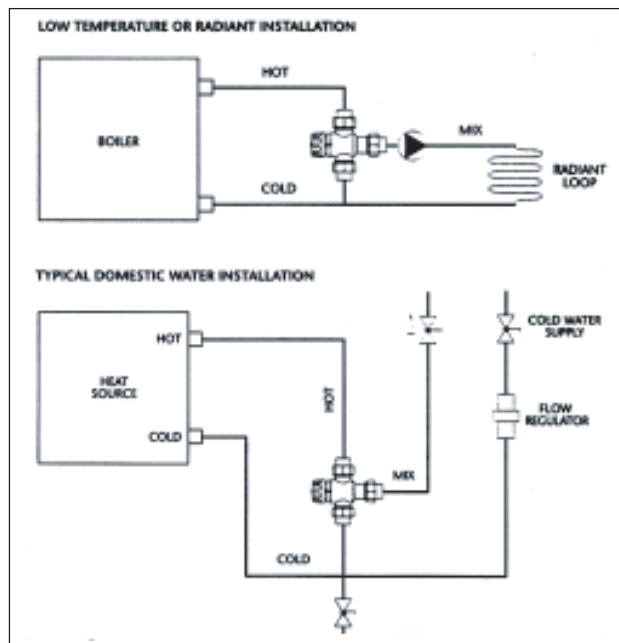 LOW TEMPERATURE OR RADIANT INSTALLATION
HOT
BOILER
MIX
RADIANT
LOOP
COLD
TYPICAL DOMESTIC WATER INSTALLATION
HOT
COLD WATER
SUPPLY
HEAT
SOURCE
HOT
FLOW
REGULATOR
COLD
MIX
COLD